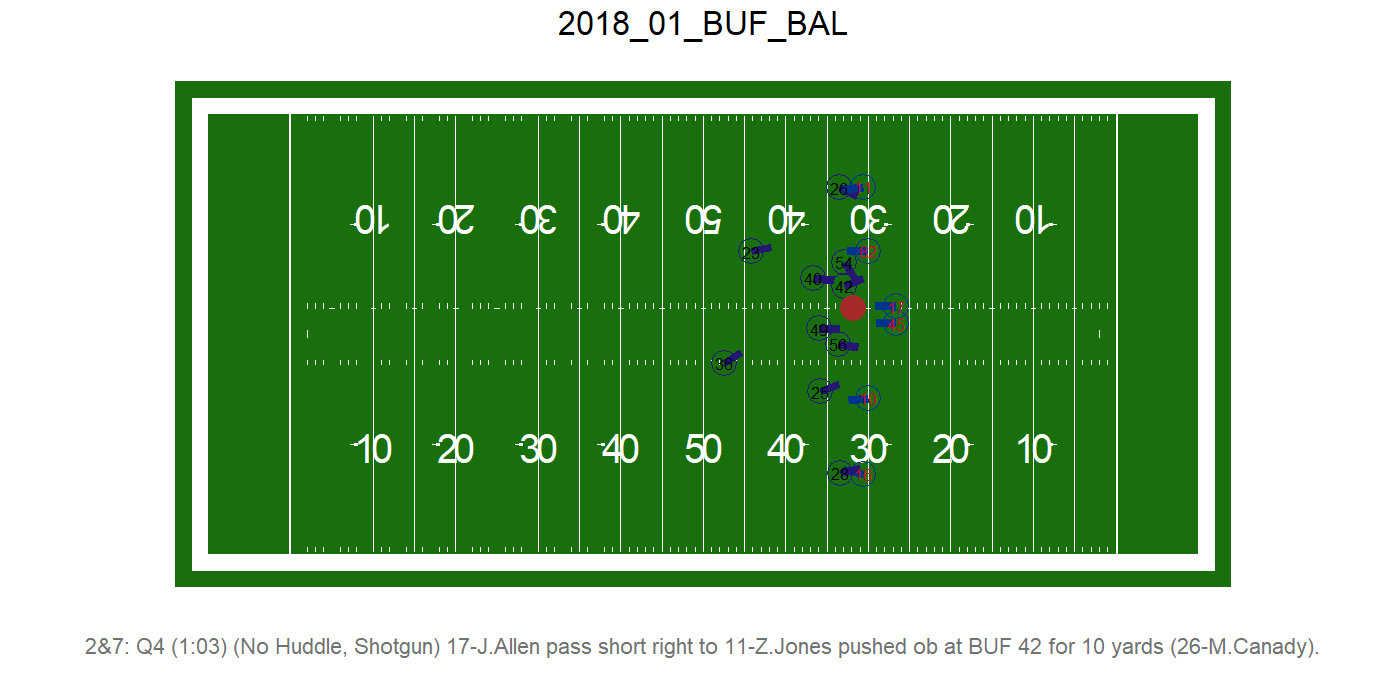 2018_01_BUF_BAL
10 20 30 40 50 40 30 20 10
26 11
23 54 82
40 42
17
49 45
56
36
25 10
10 20 30 40 50 40 30 20 10
28 16
2&7: Q4 (1:03) (No Huddle, Shotgun) 17-J.Allen pass short right to 11-Z.Jones pushed ob at BUF 42 for 10 yards (26-M.Canady).